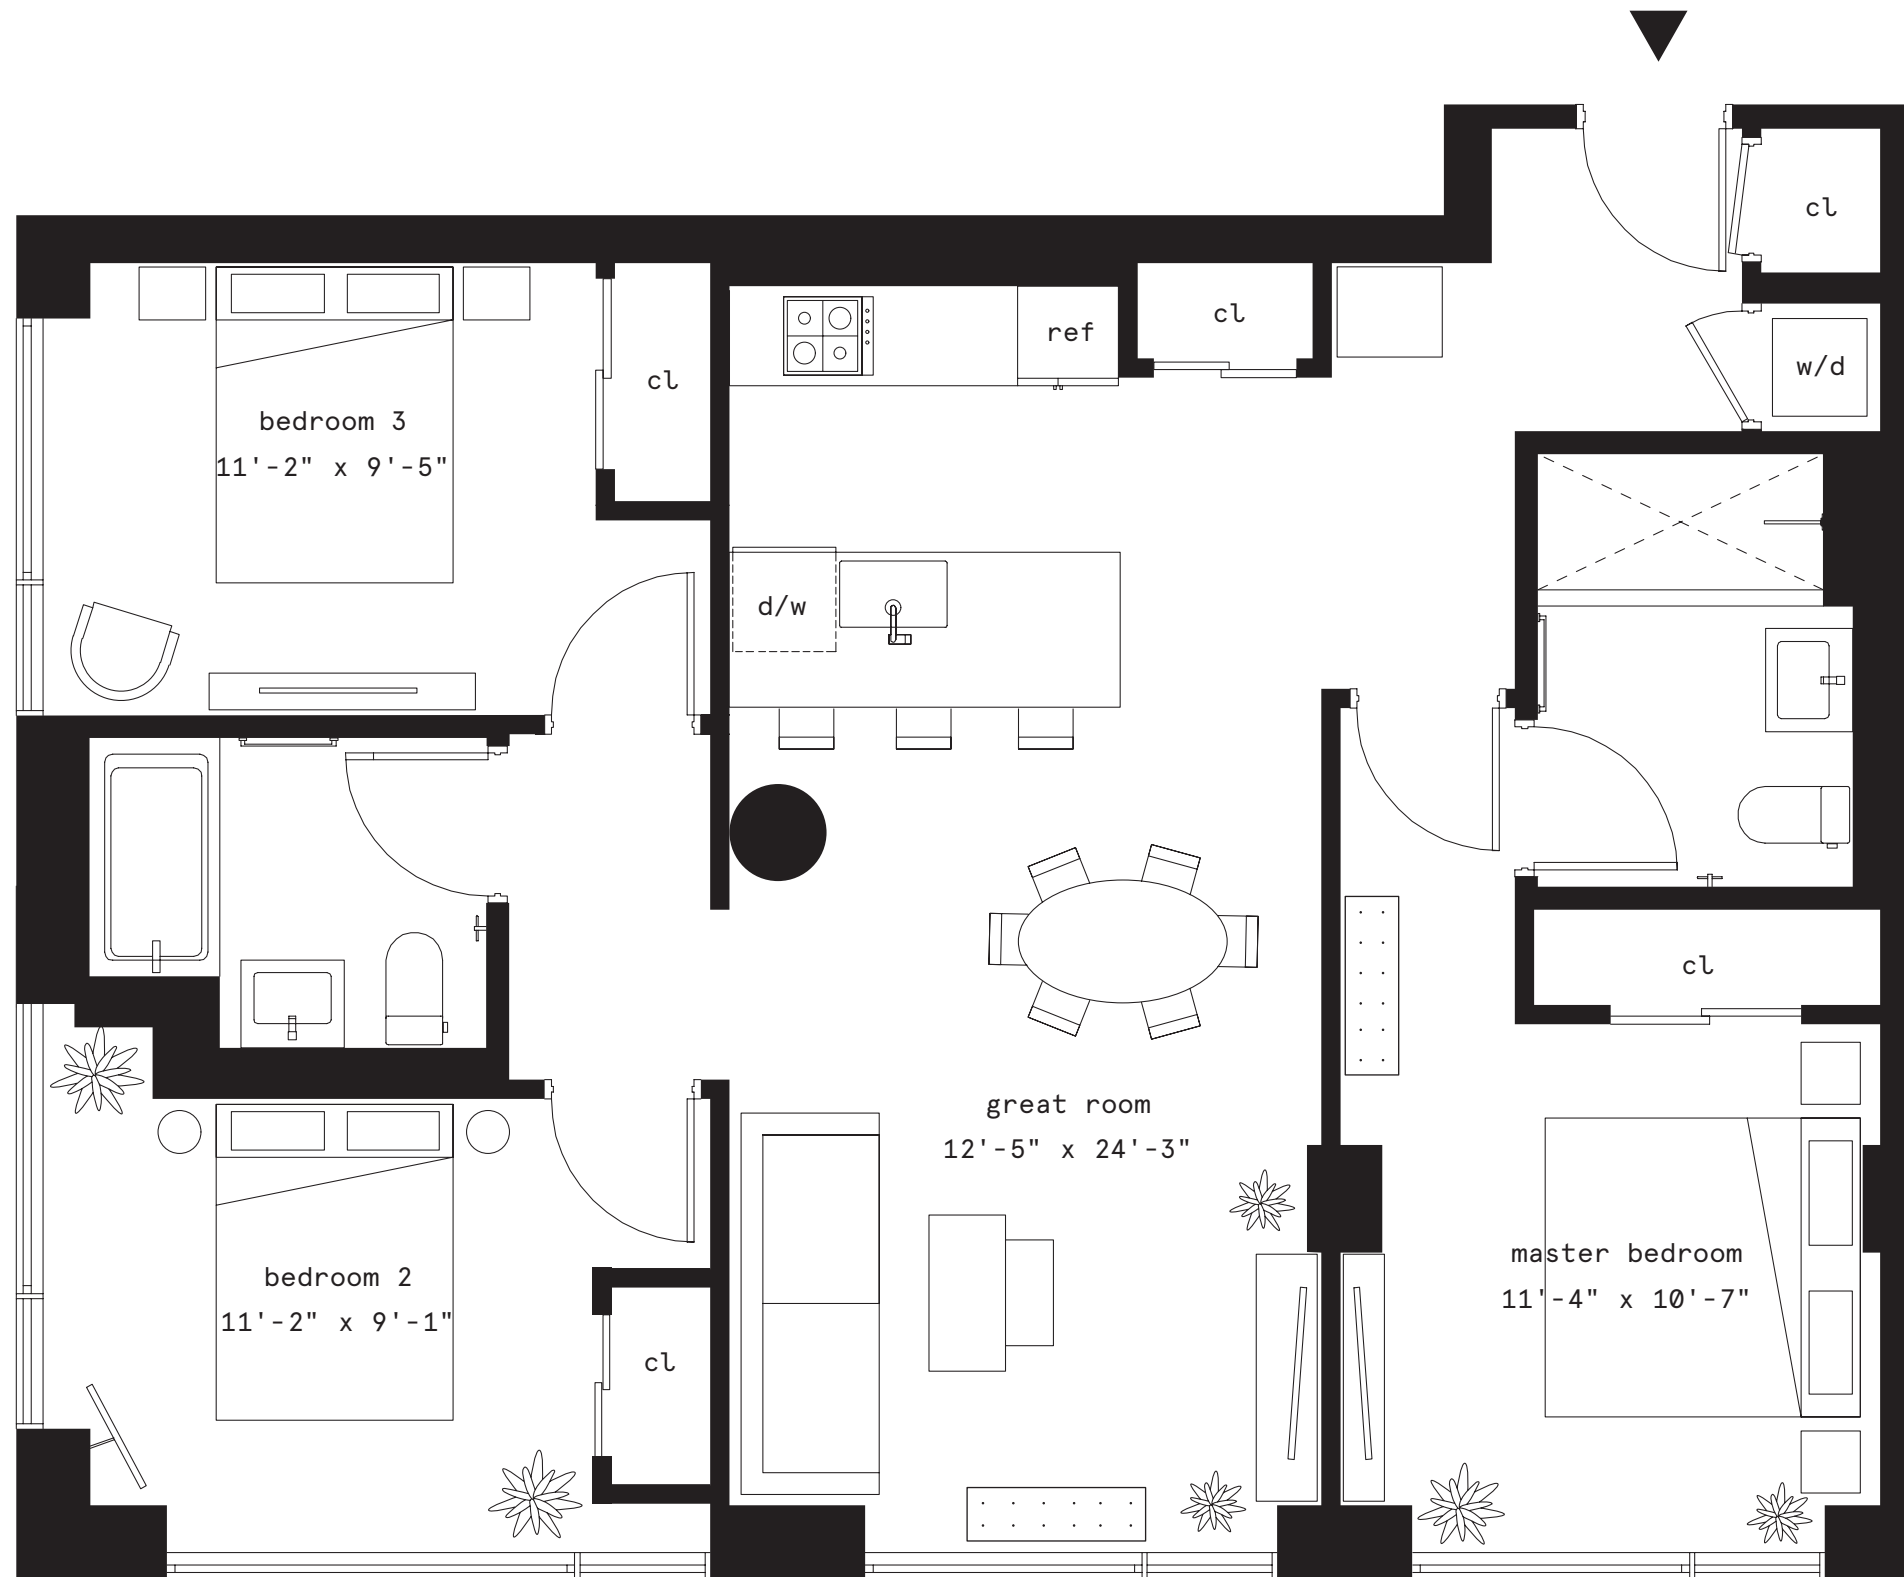 cl
cl
ref
w/d
cl
bedroom 3
11'-2" x 9'-5"
d/w
cl
great room
12'-5" x 24'-3"
master bedroom
11'-4" x 10'-7"
bedroom 2
11'-2" x 9'-1"
cl